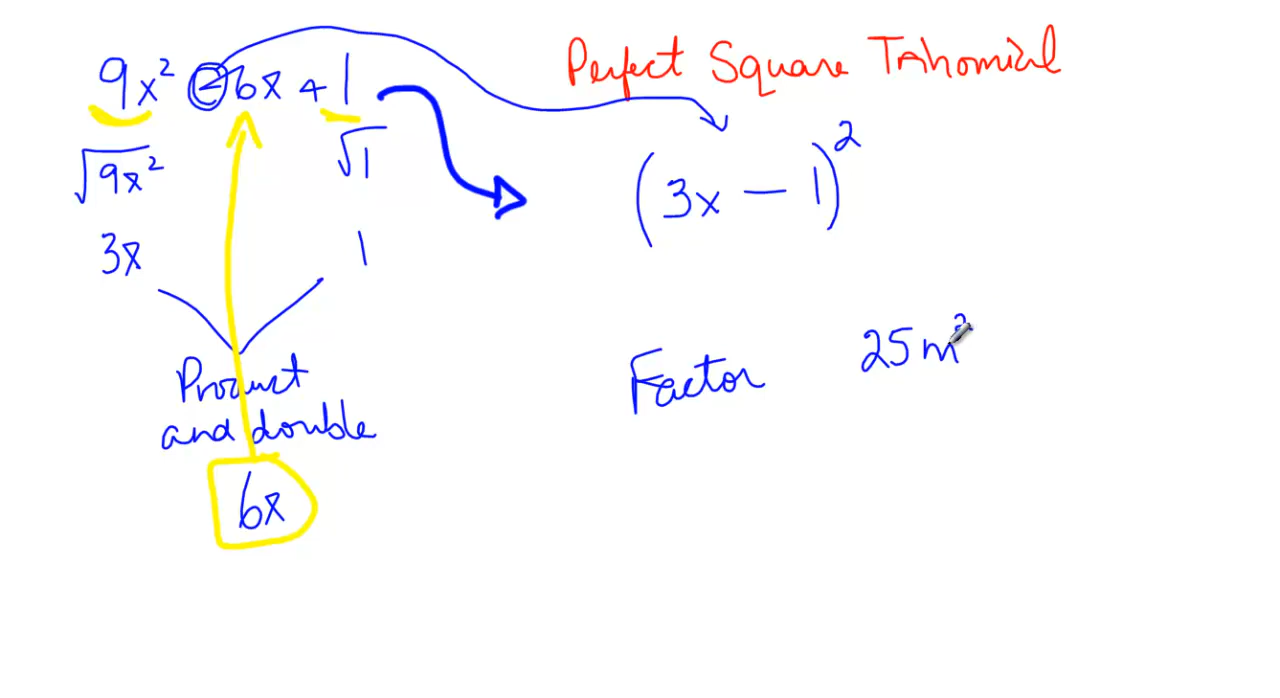 Perfect Square Trinomial
9x² - 6x + 1
√9x² √1
(3x - 1)²
3x 1
Product
and double
6x
Factor 25m²